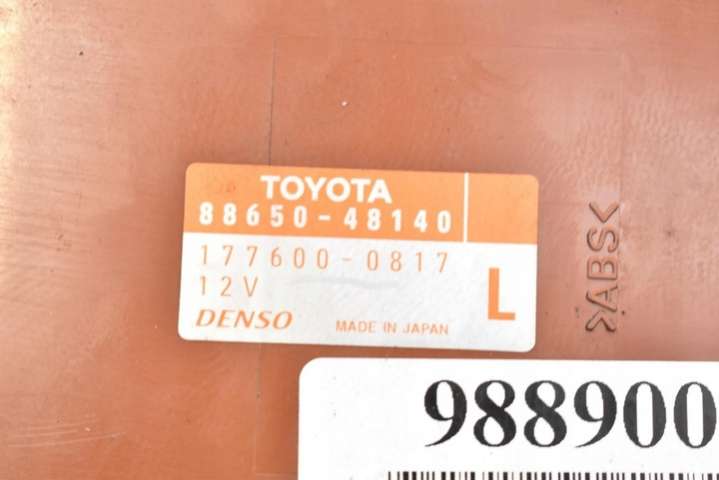 TOYOTA
88650-48140
177600-0817
12V
L
DENSO MADE IN JAPAN
>ABS<
988900